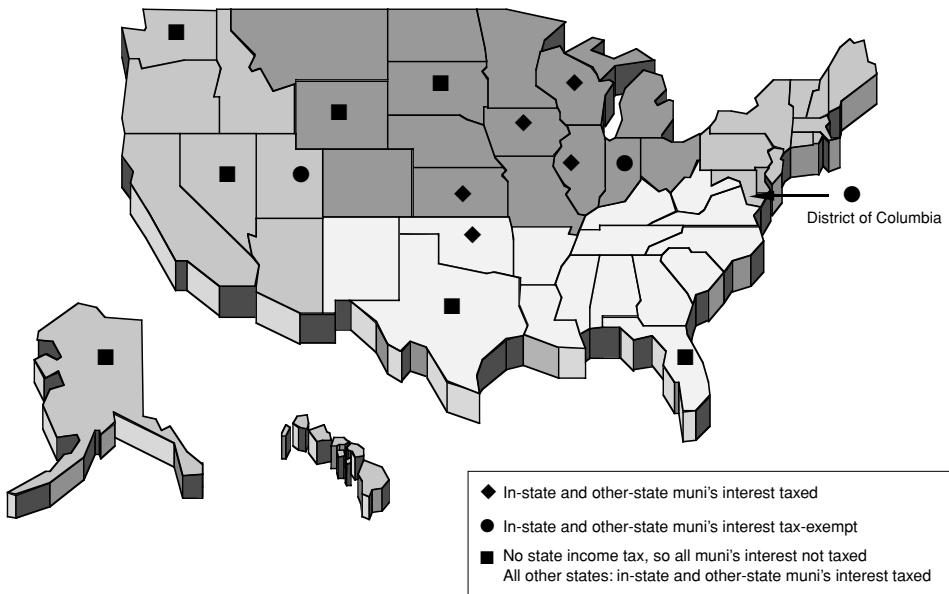 District of Columbia
In-state and other-state muni's interest taxed
In-state and other-state muni's interest tax-exempt
No state income tax, so all muni's interest not taxed
All other states: in-state and other-state muni's interest taxed